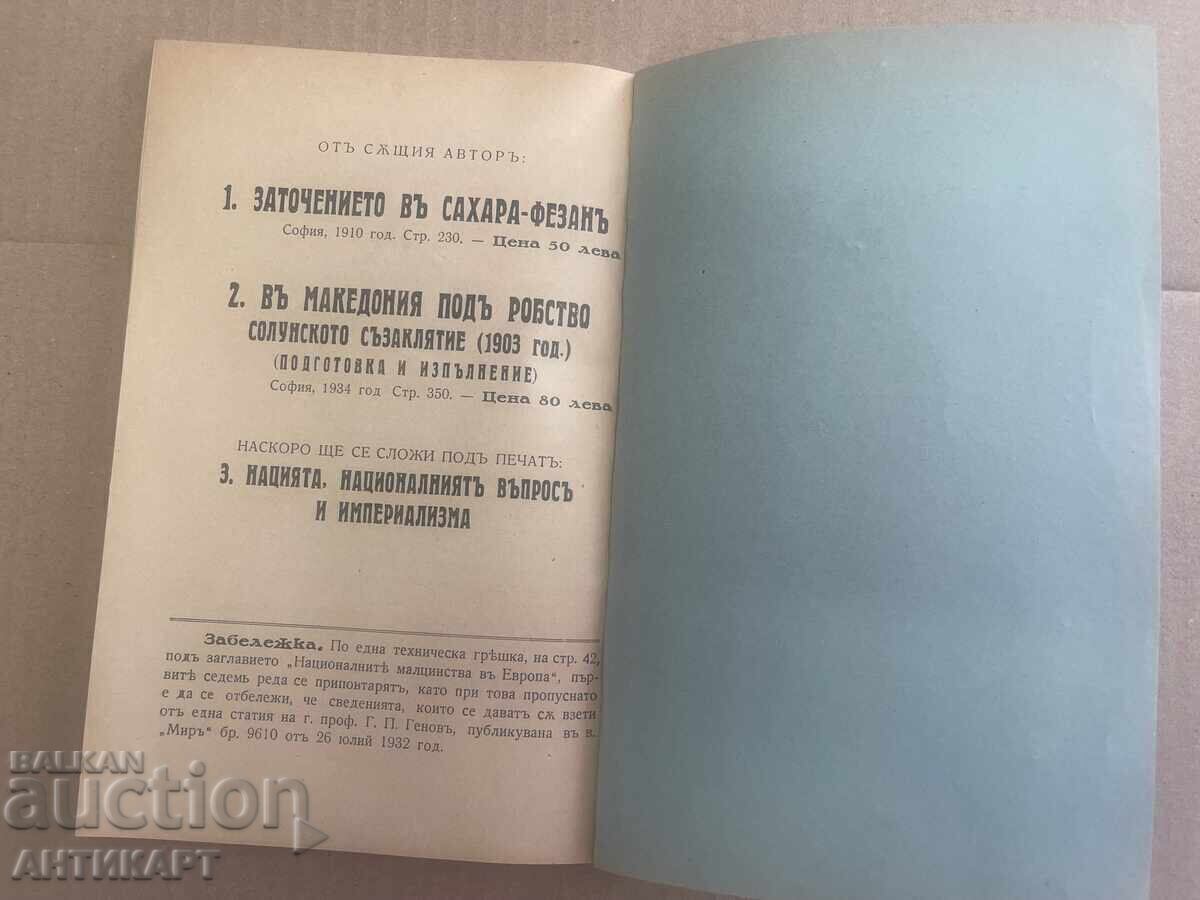 ОТЪ СѪЩИЯ АВТОРЪ:
1. ЗАТОЧЕНИЕТО ВЪ САХАРА-ФЕЗАНЪ
София, 1910 год. Стр. 230. — Цена 50 лева
2. ВЪ МАКЕДОНИЯ ПОДЪ РОБСТВО
СОЛУНСКОТО СЪЗАКЛЯТИЕ (1903 год.)
(ПОДГОТОВКА И ИЗПЪЛНЕНИЕ)
София, 1934 год Стр. 350. — Цена 80 лева
НАСКОРО ЩЕ СЕ СЛОЖИ ПОДЪ ПЕЧАТЪ:
3. НАЦИЯТА, НАЦИОНАЛНИЯТЪ ВЪПРОСЪ
И ИМПЕРИАЛИЗМА
Забележка. По една техническа грѣшка, на стр. 42,
подъ заглавието „Националнитѣ малцинства въ Европа“, пър-
витѣ седемь реда се припонтарятъ, като при това пропуснато
е да се отбележи, че сведенията, които се даватъ сѫ взети
отъ една статия на г. проф. Г. П. Геновъ, публикувана въ в.
„Миръ“ бр. 9610 отъ 26 юлий 1932 год.
BALKAN
auction
АНТИКАРТ